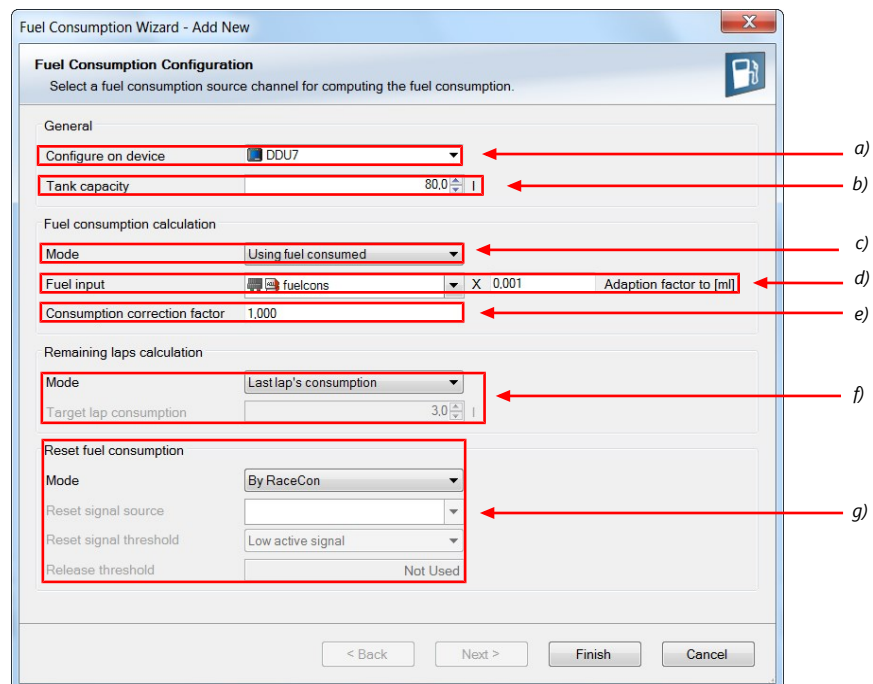 Fuel Consumption Wizard - Add New
X
Fuel Consumption Configuration
Select a fuel consumption source channel for computing the fuel consumption.
General
Configure on device DDU7 a)
Tank capacity 80,0 l b)
Fuel consumption calculation
Mode Using fuel consumed c)
Fuel input fuelcons X 0,001 Adaption factor to [ml] d)
Consumption correction factor 1,000 e)
Remaining laps calculation
Mode Last lap's consumption
f)
Target lap consumption 3,0 l
Reset fuel consumption
Mode By RaceCon
Reset signal source g)
Reset signal threshold Low active signal
Release threshold Not Used
< Back Next > Finish Cancel